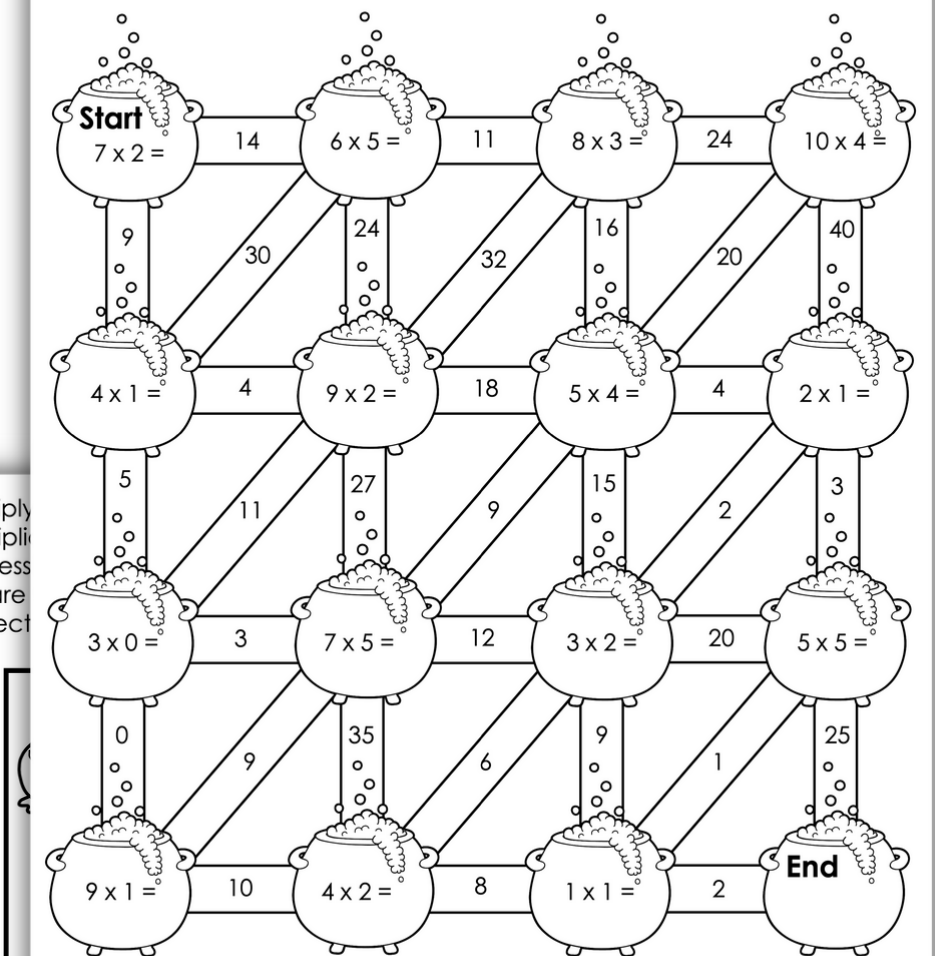 Start
7 x 2 =
14
6 x 5 =
11
8 x 3 =
24
10 x 4 =
9
30
24
32
16
20
40
4 x 1 =
4
9 x 2 =
18
5 x 4 =
4
2 x 1 =
5
11
27
9
15
2
3
3 x 0 =
3
7 x 5 =
12
3 x 2 =
20
5 x 5 =
0
9
35
6
9
1
25
9 x 1 =
10
4 x 2 =
8
1 x 1 =
2
End